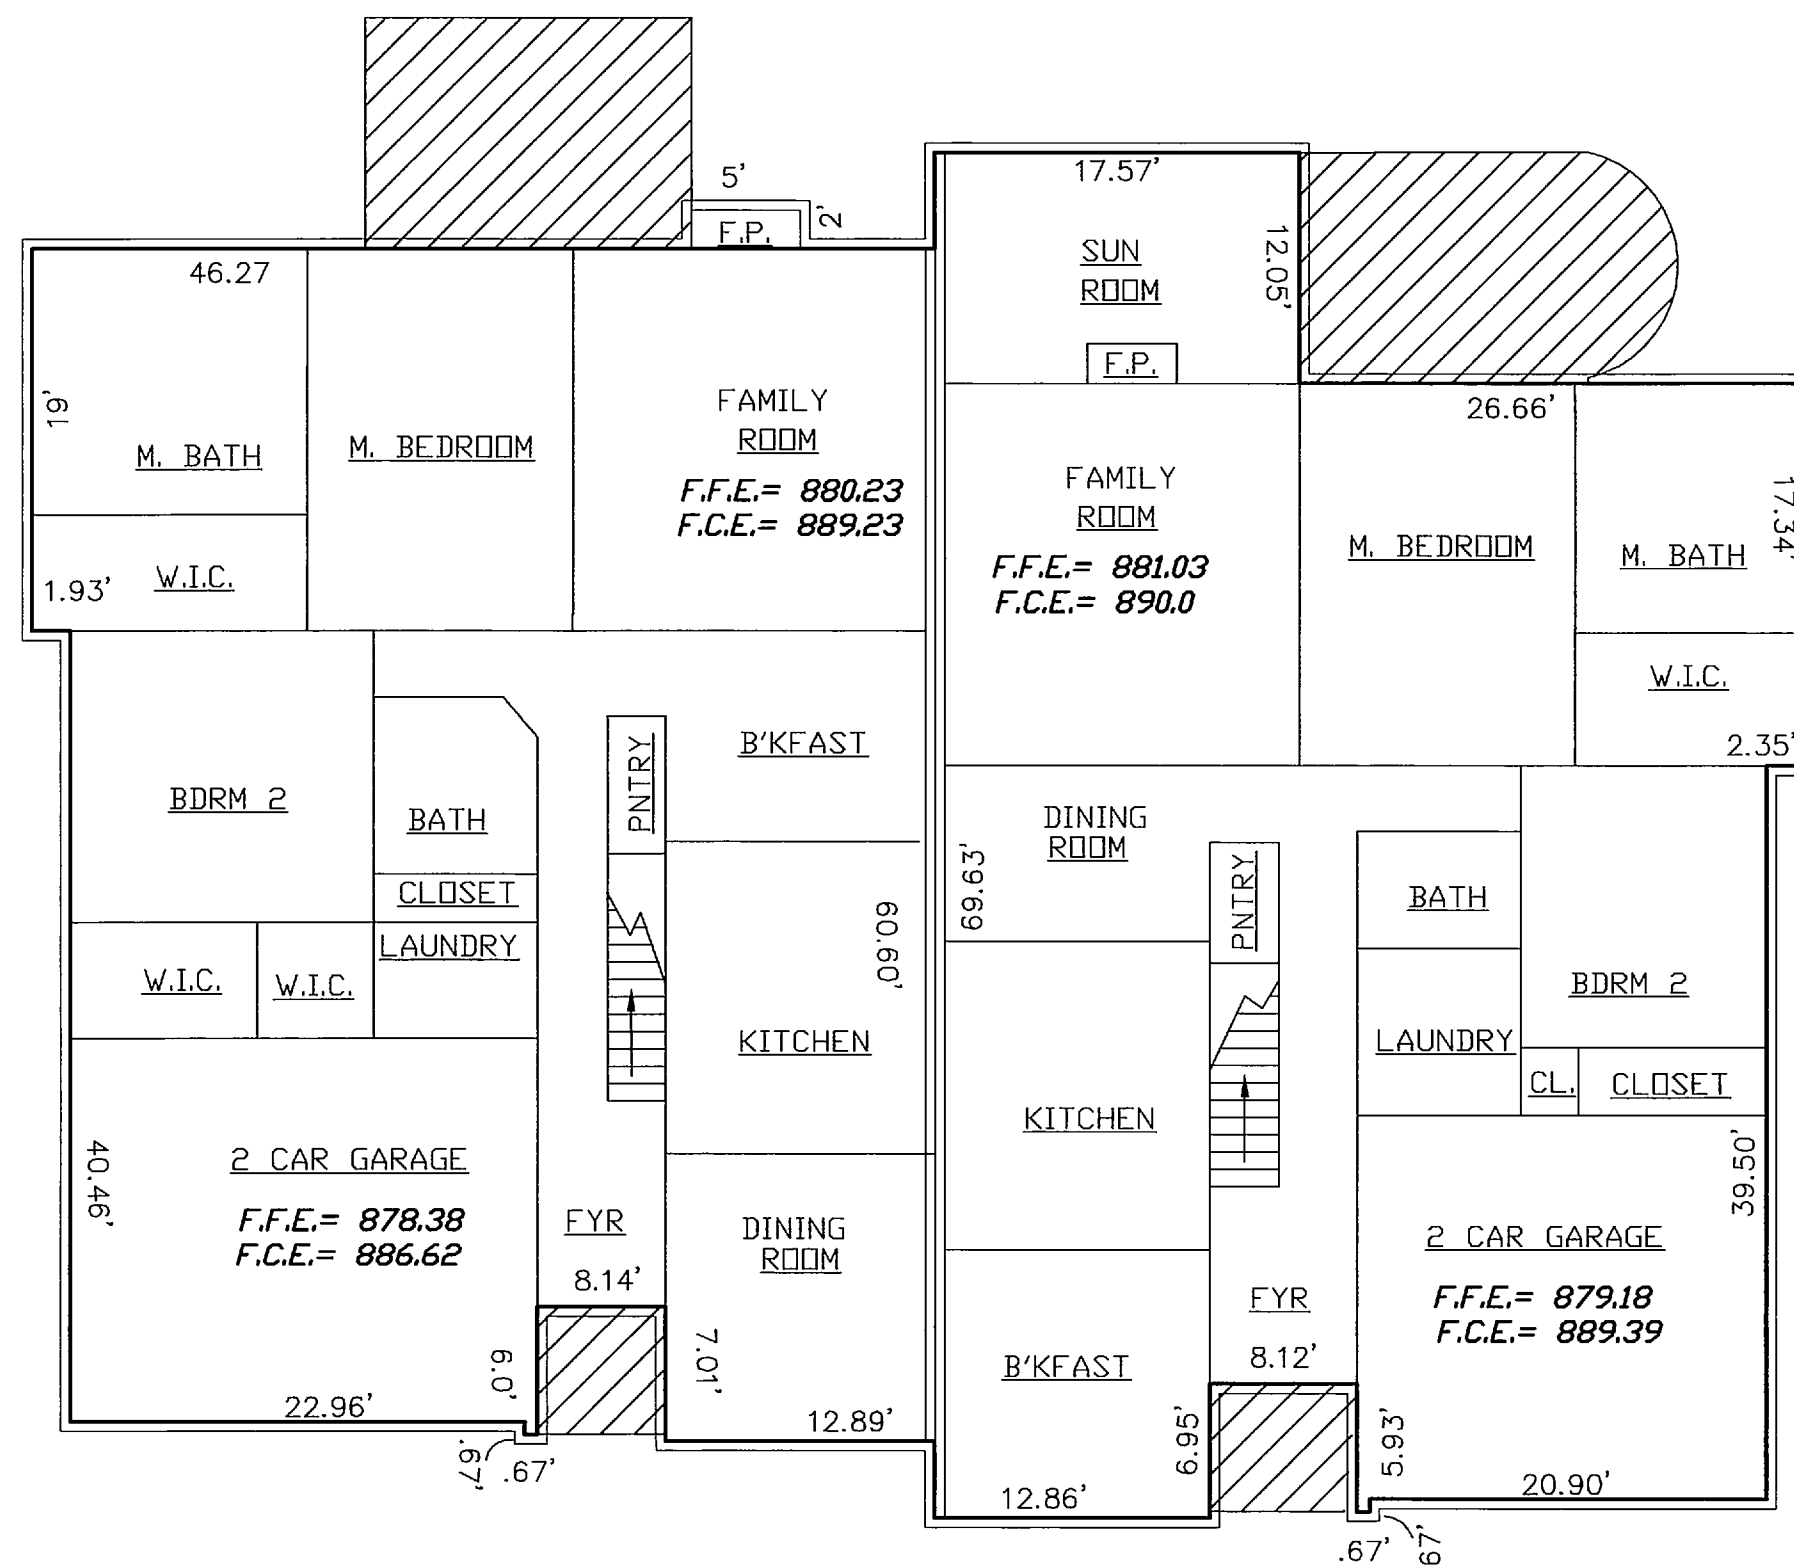 5'
2'
F.P.
46.27
19'
M. BATH
M. BEDROOM
FAMILY
ROOM
F.F.E.= 880.23
F.C.E.= 889.23
1.93'
W.I.C.
BDRM 2
BATH
CLOSET
LAUNDRY
W.I.C.
W.I.C.
PNTRY
B'KFAST
60.60'
KITCHEN
40.46'
2 CAR GARAGE
F.F.E.= 878.38
F.C.E.= 886.62
FYR
8.14'
DINING
ROOM
6.0'
7.01'
22.96'
.67'
.67'
12.89'
17.57'
SUN
ROOM
12.05'
F.P.
26.66'
FAMILY
ROOM
F.F.E.= 881.03
F.C.E.= 890.0
M. BEDROOM
17.34'
M. BATH
W.I.C.
2.35'
DINING
ROOM
69.63'
PNTRY
BATH
BDRM 2
LAUNDRY
CL.
CLOSET
KITCHEN
39.50'
2 CAR GARAGE
F.F.E.= 879.18
F.C.E.= 889.39
FYR
8.12'
B'KFAST
6.95'
5.93'
12.86'
20.90'
.67'
67'